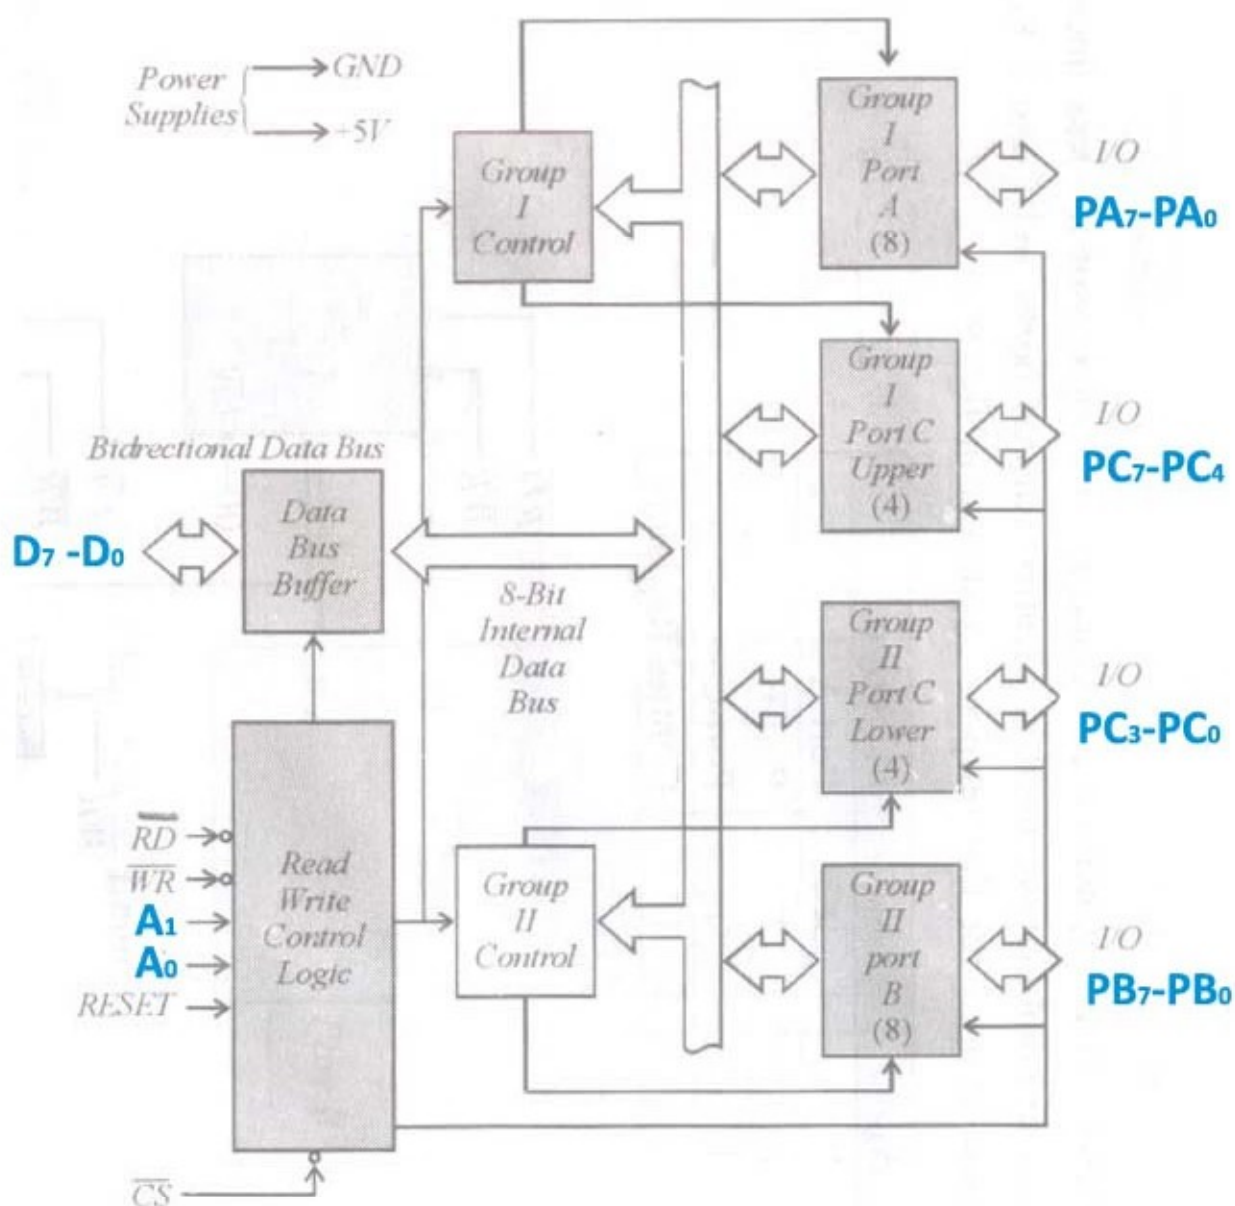 Power
Supplies
GND
+5V
Group
I
Control
Group
I
Port
A
(8)
I/O
PA7-PA0
Group
I
Port C
Upper
(4)
I/O
PC7-PC4
Bidrectional Data Bus
D7 -D0
Data
Bus
Buffer
8-Bit
Internal
Data
Bus
Group
II
Port C
Lower
(4)
I/O
PC3-PC0
RD
WR
A1
A0
RESET
Read
Write
Control
Logic
Group
II
Control
Group
II
port
B
(8)
I/O
PB7-PB0
CS